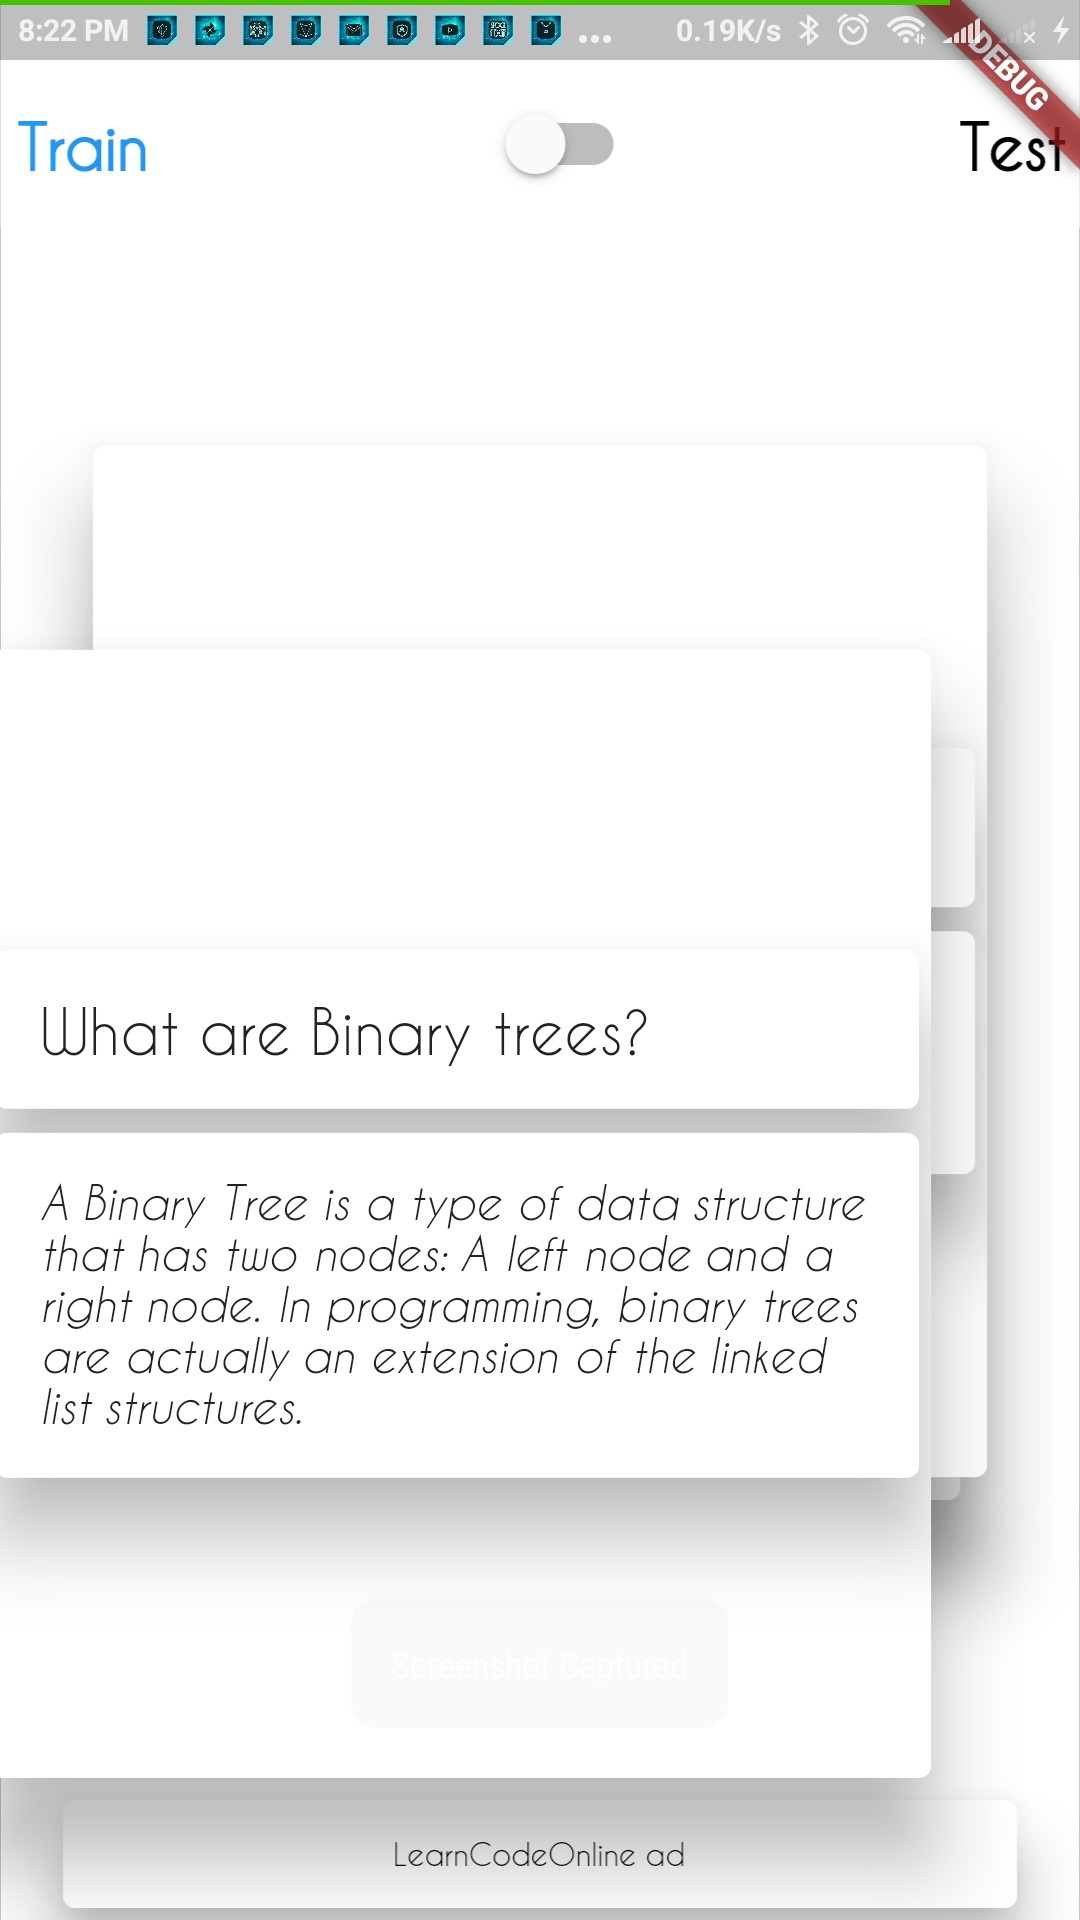 8:22 PM ... 0.19K/s
DEBUG
Train Test
What are Binary trees?
A Binary Tree is a type of data structure
that has two nodes: A left node and a
right node. In programming, binary trees
are actually an extension of the linked
list structures.
Screenshot Captured
LearnCodeOnline ad